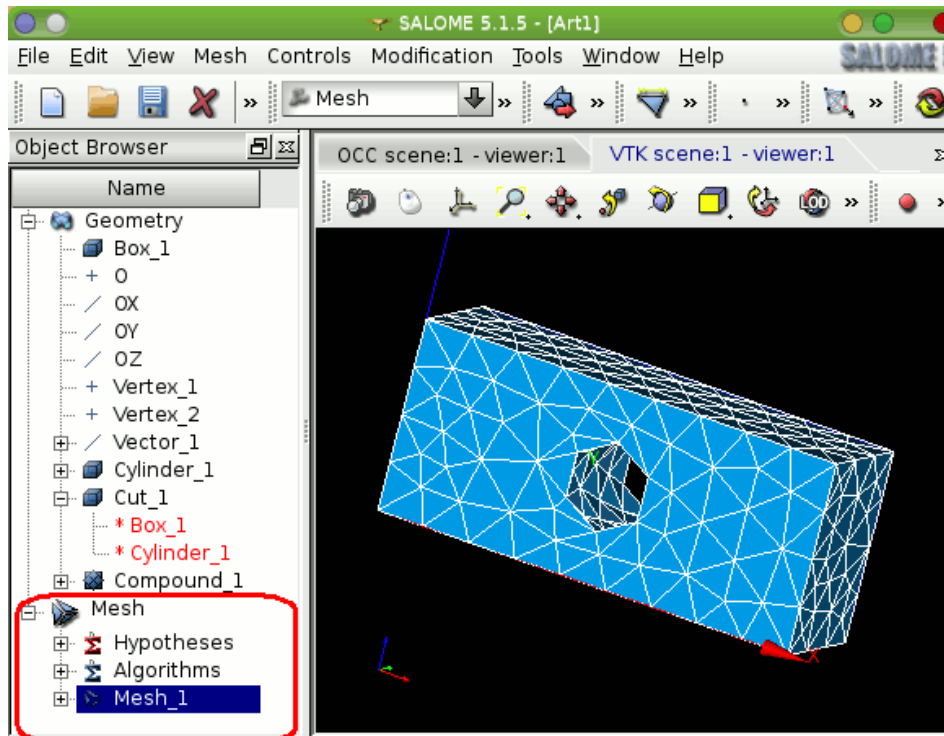 SALOME 5.1.5 - [Art1]
File Edit View Mesh Controls Modification Tools Window Help SALOME
» Mesh » » » » »
Object Browser
OCC scene:1 - viewer:1 VTK scene:1 - viewer:1
Name
LOD » »
Geometry
Box_1
O
OX
OY
OZ
Vertex_1
Vertex_2
Vector_1
Cylinder_1
Cut_1
* Box_1
* Cylinder_1
Compound_1
Mesh
Hypotheses
Algorithms
Mesh_1
Y
X